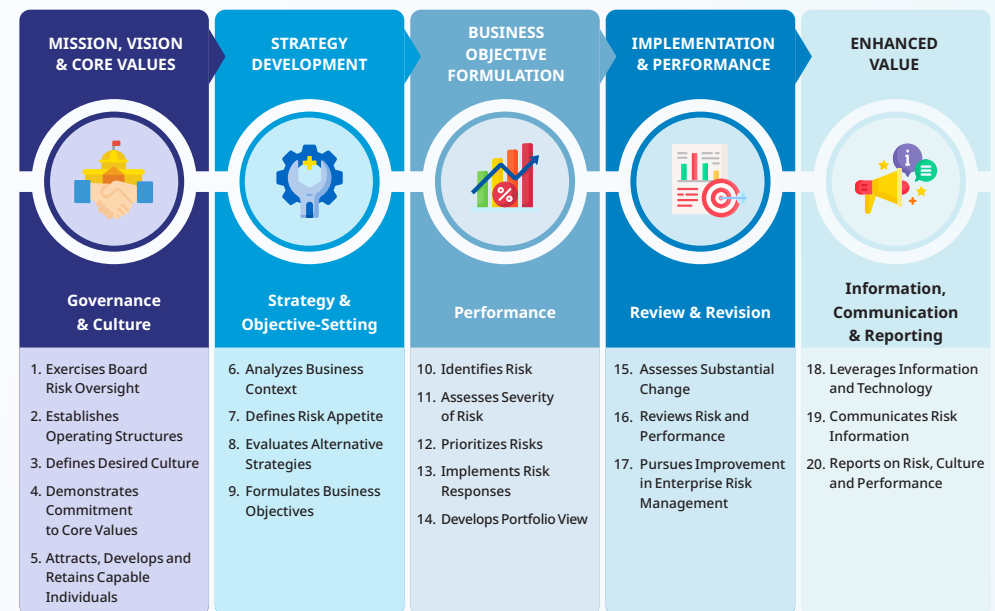 MISSION, VISION
& CORE VALUES
STRATEGY
DEVELOPMENT
BUSINESS
OBJECTIVE
FORMULATION
IMPLEMENTATION
& PERFORMANCE
ENHANCED
VALUE
%
i
Governance
& Culture
Strategy &
Objective-Setting
Performance
Review & Revision
Information,
Communication
& Reporting
1. Exercises Board
Risk Oversight
2. Establishes
Operating Structures
3. Defines Desired Culture
4. Demonstrates
Commitment
to Core Values
5. Attracts, Develops and
Retains Capable
Individuals
6. Analyzes Business
Context
7. Defines Risk Appetite
8. Evaluates Alternative
Strategies
9. Formulates Business
Objectives
10. Identifies Risk
11. Assesses Severity
of Risk
12. Prioritizes Risks
13. Implements Risk
Responses
14. Develops Portfolio View
15. Assesses Substantial
Change
16. Reviews Risk and
Performance
17. Pursues Improvement
in Enterprise Risk
Management
18. Leverages Information
and Technology
19. Communicates Risk
Information
20. Reports on Risk, Culture
and Performance